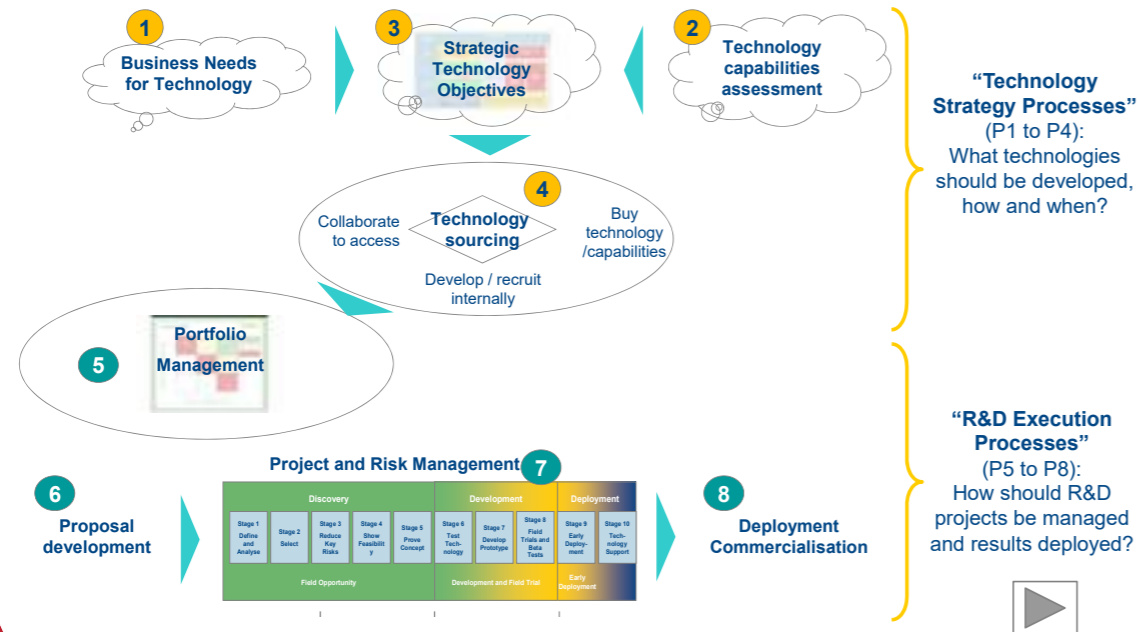 1
Business Needs
for Technology
3
Strategic
Technology
Objectives
2
Technology
capabilities
assessment
“Technology
Strategy Processes”
(P1 to P4):
What technologies
should be developed,
how and when?
4
Collaborate
to access
Technology
sourcing
Buy
technology
/capabilities
Develop / recruit
internally
5
Portfolio
Management
“R&D Execution
Processes”
(P5 to P8):
How should R&D
projects be managed
and results deployed?
6
Proposal
development
Project and Risk Management
7
Discovery
Development
Deployment
Stage 1
Define
and
Analyse
Stage 2
Select
Stage 3
Reduce
Key
Risks
Stage 4
Show
Feasibilit
y
Stage 5
Prove
Concept
Stage 6
Test
Tech-
nology
Stage 7
Develop
Prototype
Stage 8
Field
Trials and
Bata
Tests
Stage 9
Early
Deploy-
ment
Stage 10
Tech-
nology
Support
Field Opportunity
Development and Field Trial
Early
Deployment
8
Deployment
Commercialisation